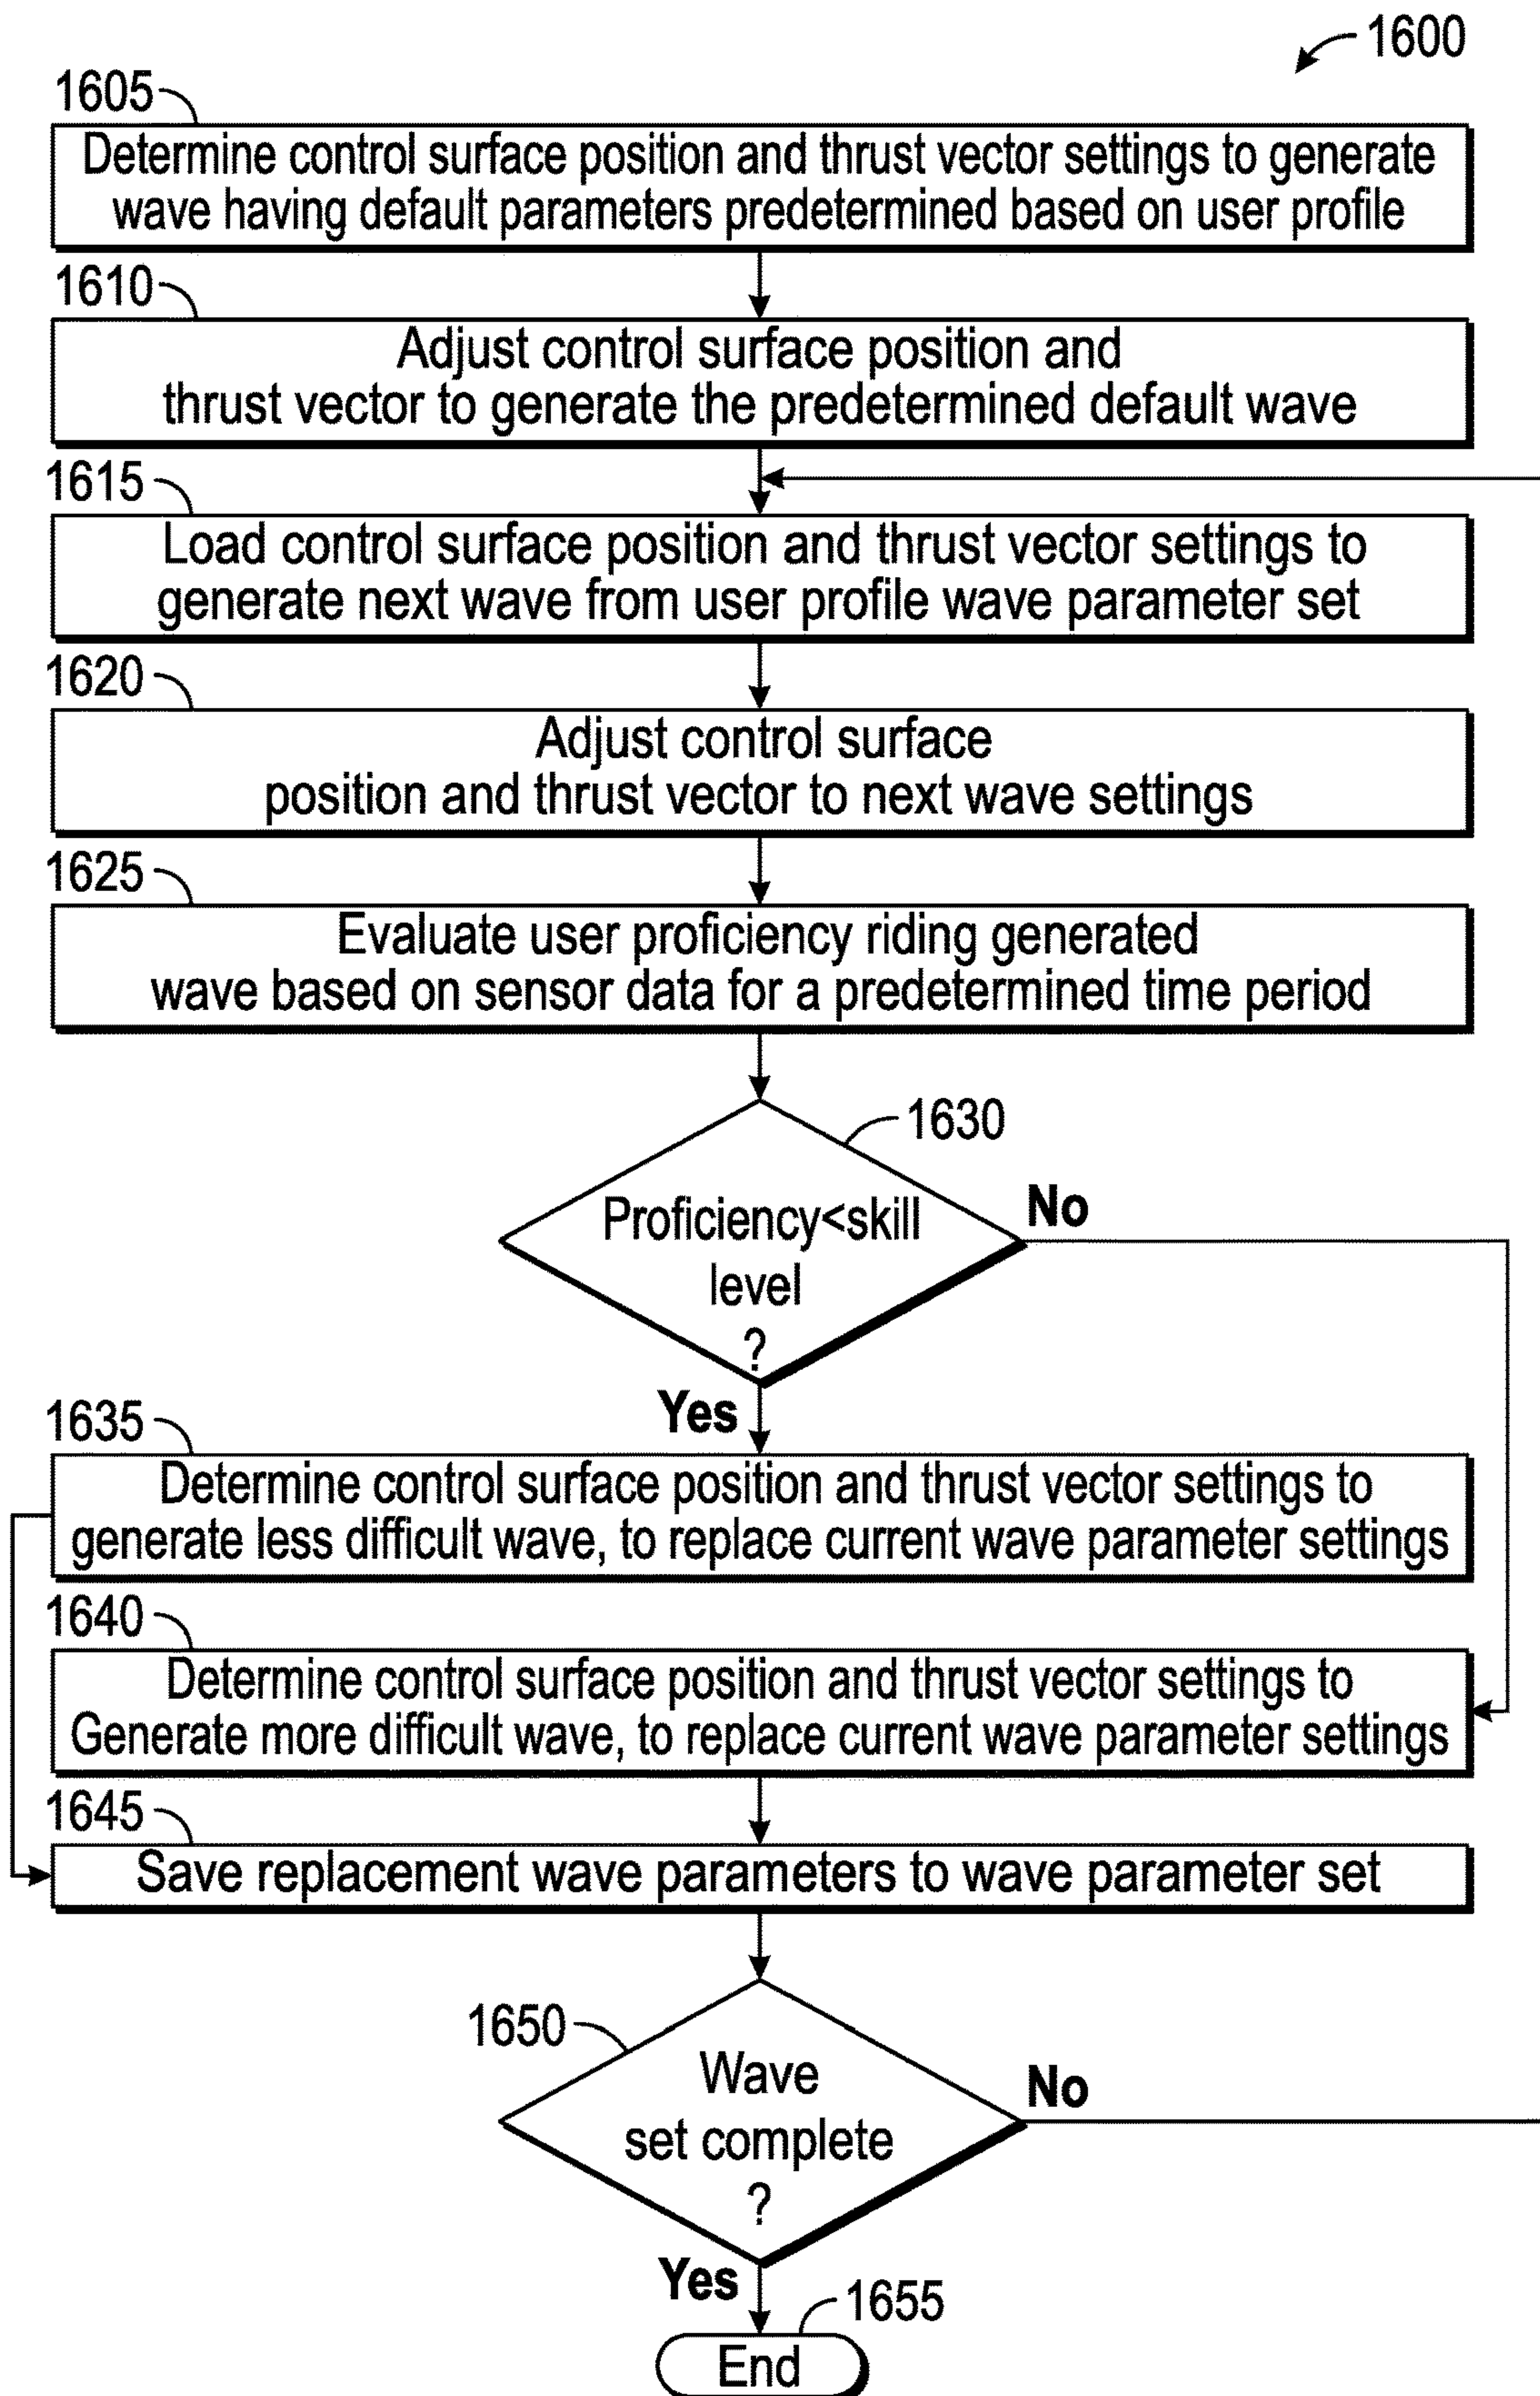 1600
1605
Determine control surface position and thrust vector settings to generate
wave having default parameters predetermined based on user profile
1610
Adjust control surface position and
thrust vector to generate the predetermined default wave
1615
Load control surface position and thrust vector settings to
generate next wave from user profile wave parameter set
1620
Adjust control surface
position and thrust vector to next wave settings
1625
Evaluate user proficiency riding generated
wave based on sensor data for a predetermined time period
1630
Proficiency<skill
level
?
No
Yes
1635
Determine control surface position and thrust vector settings to
generate less difficult wave, to replace current wave parameter settings
1640
Determine control surface position and thrust vector settings to
Generate more difficult wave, to replace current wave parameter settings
1645
Save replacement wave parameters to wave parameter set
1650
Wave
set complete
?
No
Yes
1655
End